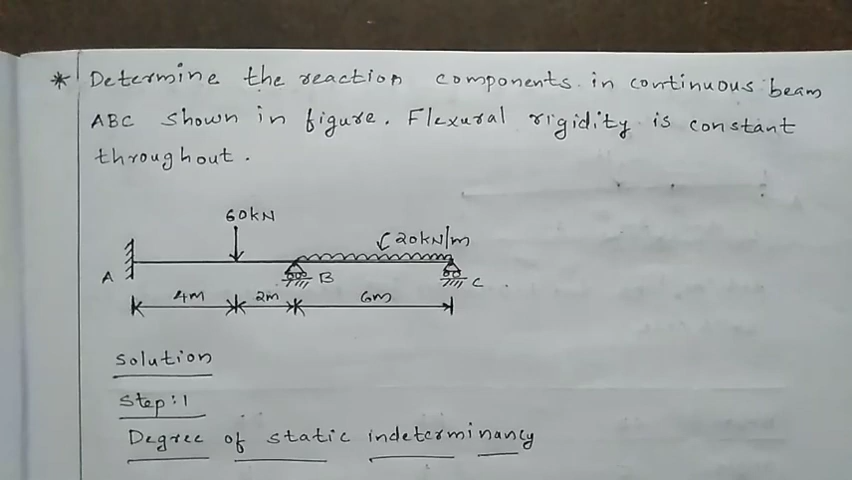 * Determine the reaction components in continuous beam
ABC shown in figure. Flexural rigidity is constant
throughout.
60kN
20kN/m
A
B
C
4m
2m
6m
Solution
Step:1
Degree of static indeterminancy